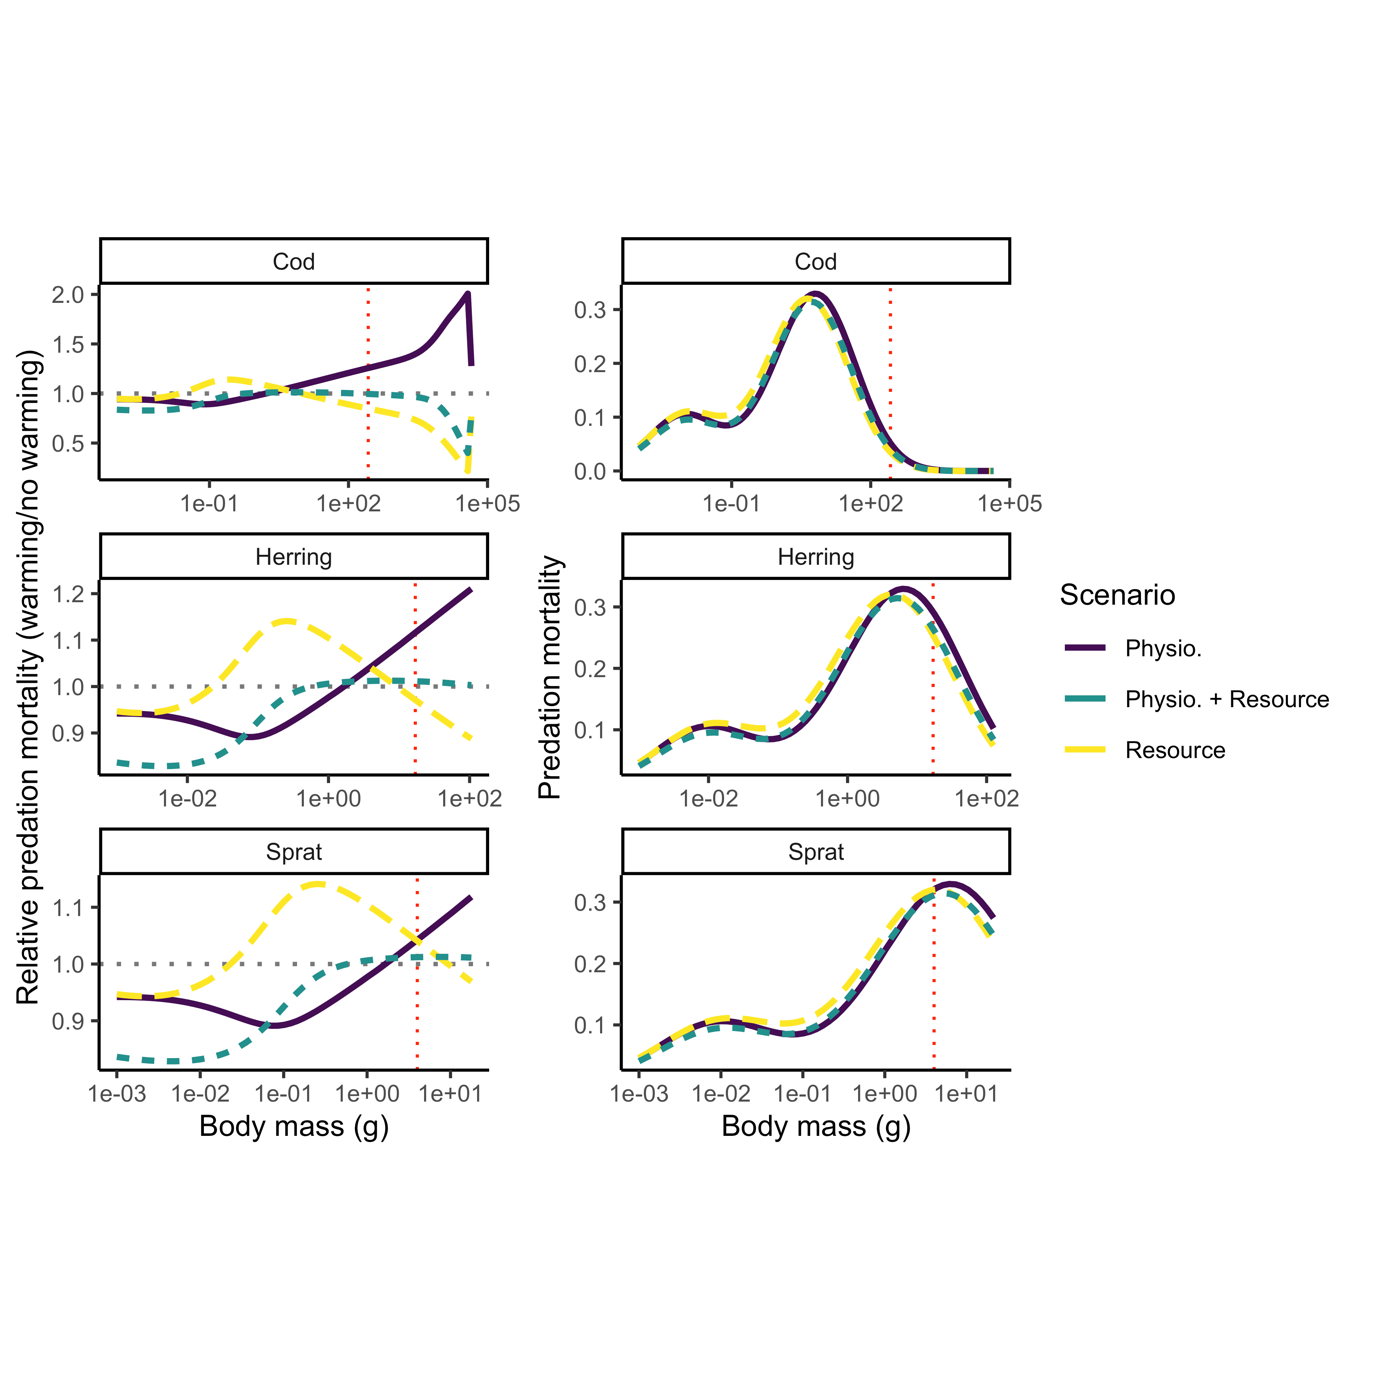 Cod
Cod
2.0
1.5
1.0
0.5
0.3
0.2
0.1
0.0
1e-01 1e+02 1e+05
1e-01 1e+02 1e+05
Relative predation mortality (warming/no warming)
Herring
Predation mortality
Herring
1.2
1.1
1.0
0.9
0.3
0.2
0.1
1e-02 1e+00 1e+02
1e-02 1e+00 1e+02
Sprat
Sprat
1.1
1.0
0.9
0.3
0.2
0.1
1e-03 1e-02 1e-01 1e+00 1e+01
1e-03 1e-02 1e-01 1e+00 1e+01
Body mass (g)
Body mass (g)
Scenario
Physio.
Physio. + Resource
Resource